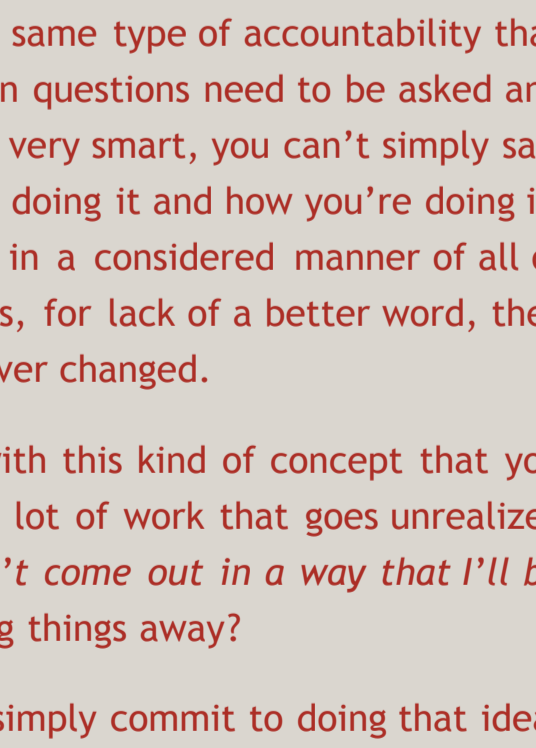 same type of accountability tha
n questions need to be asked an
very smart, you can’t simply sa
doing it and how you’re doing i
in a considered manner of all
s, for lack of a better word, the
ver changed.
with this kind of concept that yo
lot of work that goes unrealize
’t come out in a way that I’ll b
g things away?
simply commit to doing that idea